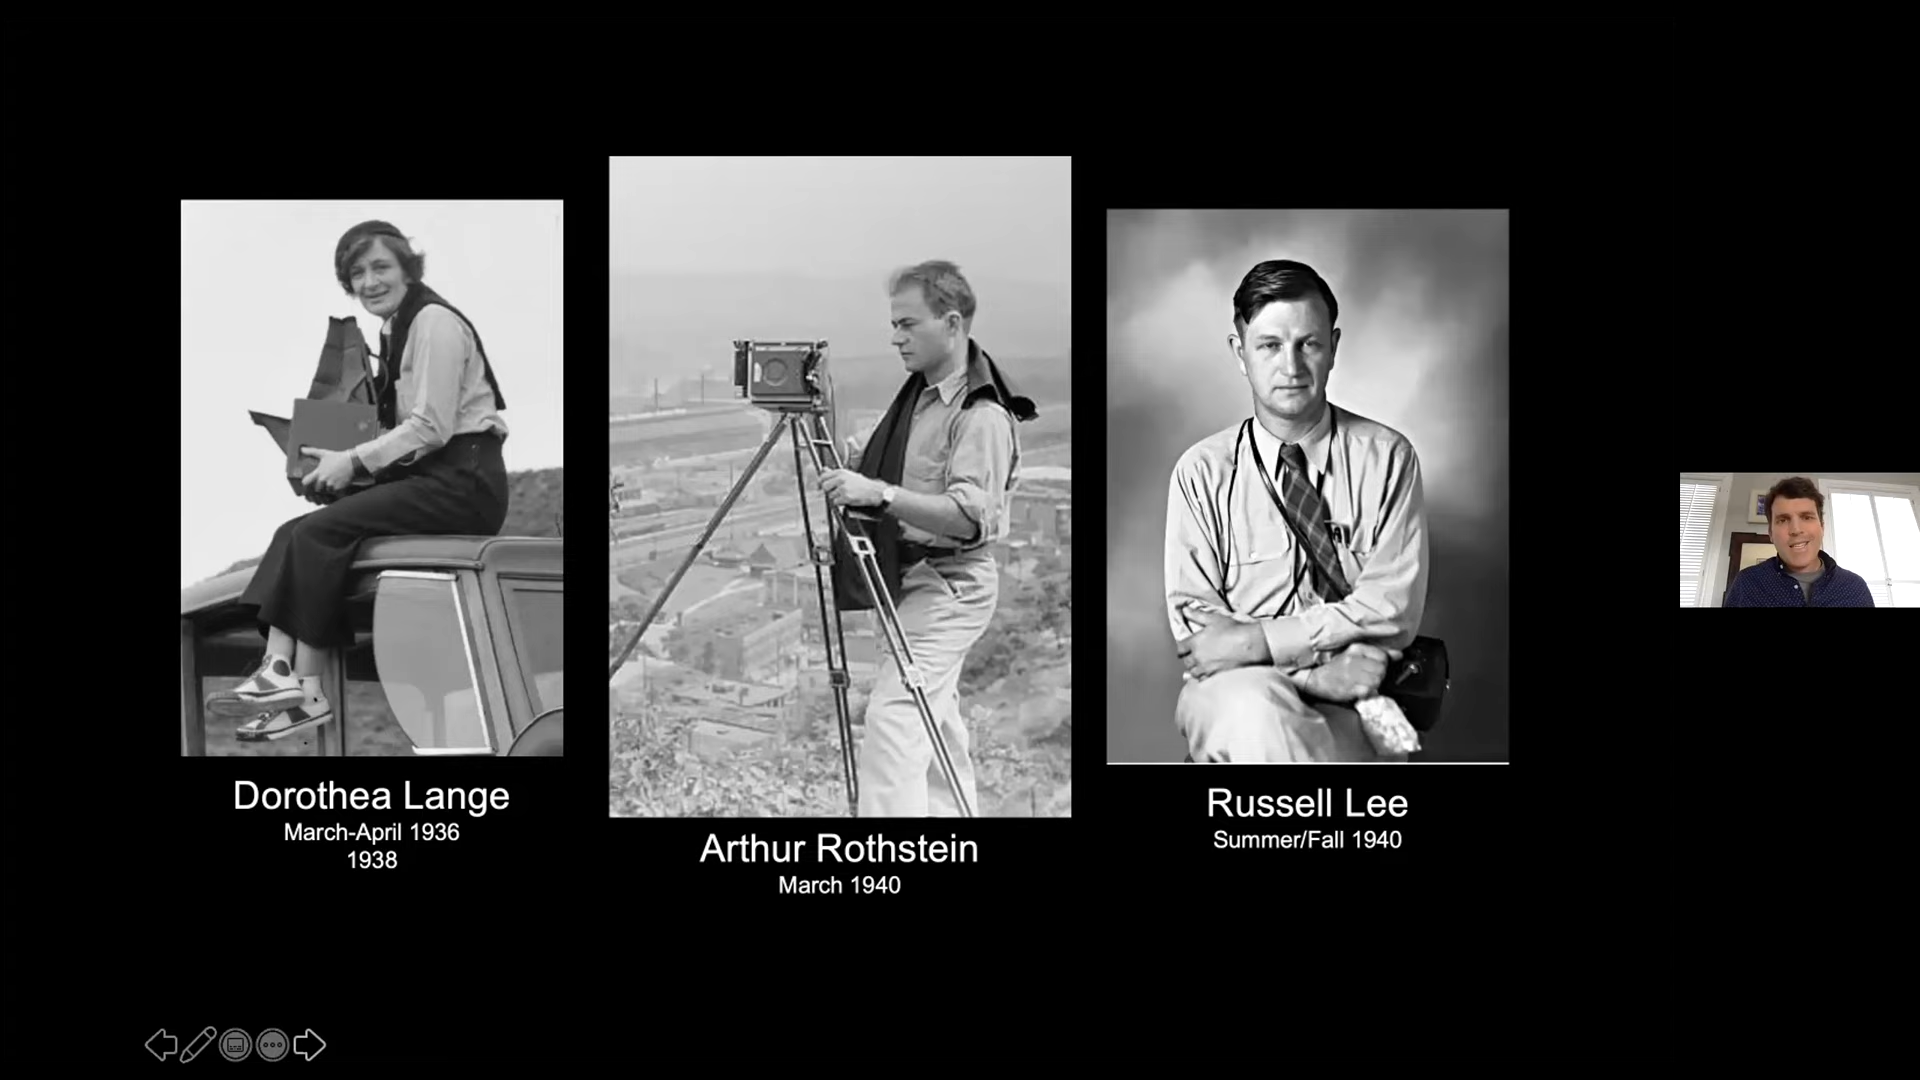 Dorothea Lange
March-April 1936
1938
Arthur Rothstein
March 1940
Russell Lee
Summer/Fall 1940